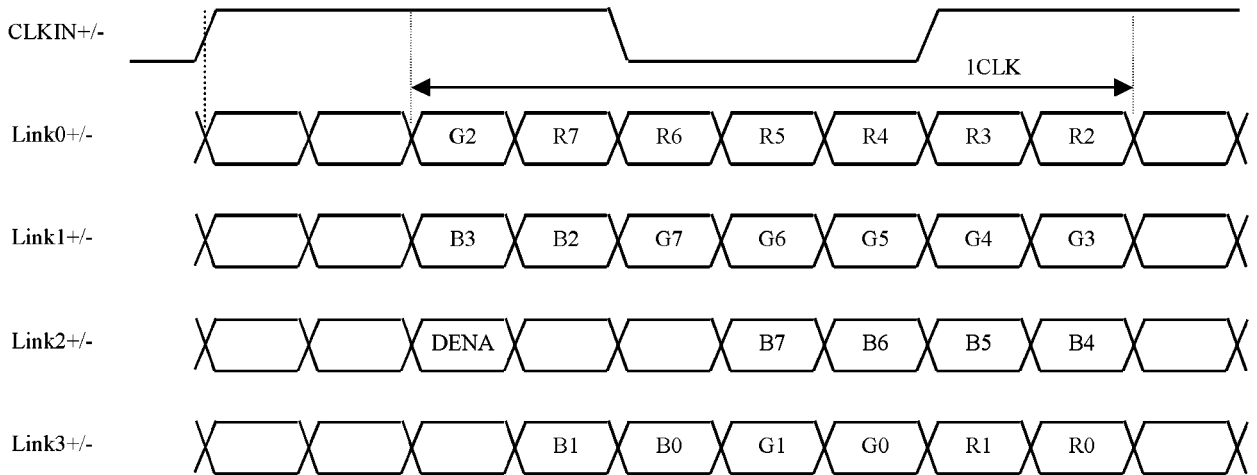 CLKIN+/-
1CLK
Link0+/- G2 R7 R6 R5 R4 R3 R2
Link1+/- B3 B2 G7 G6 G5 G4 G3
Link2+/- DENA B7 B6 B5 B4
Link3+/- B1 B0 G1 G0 R1 R0